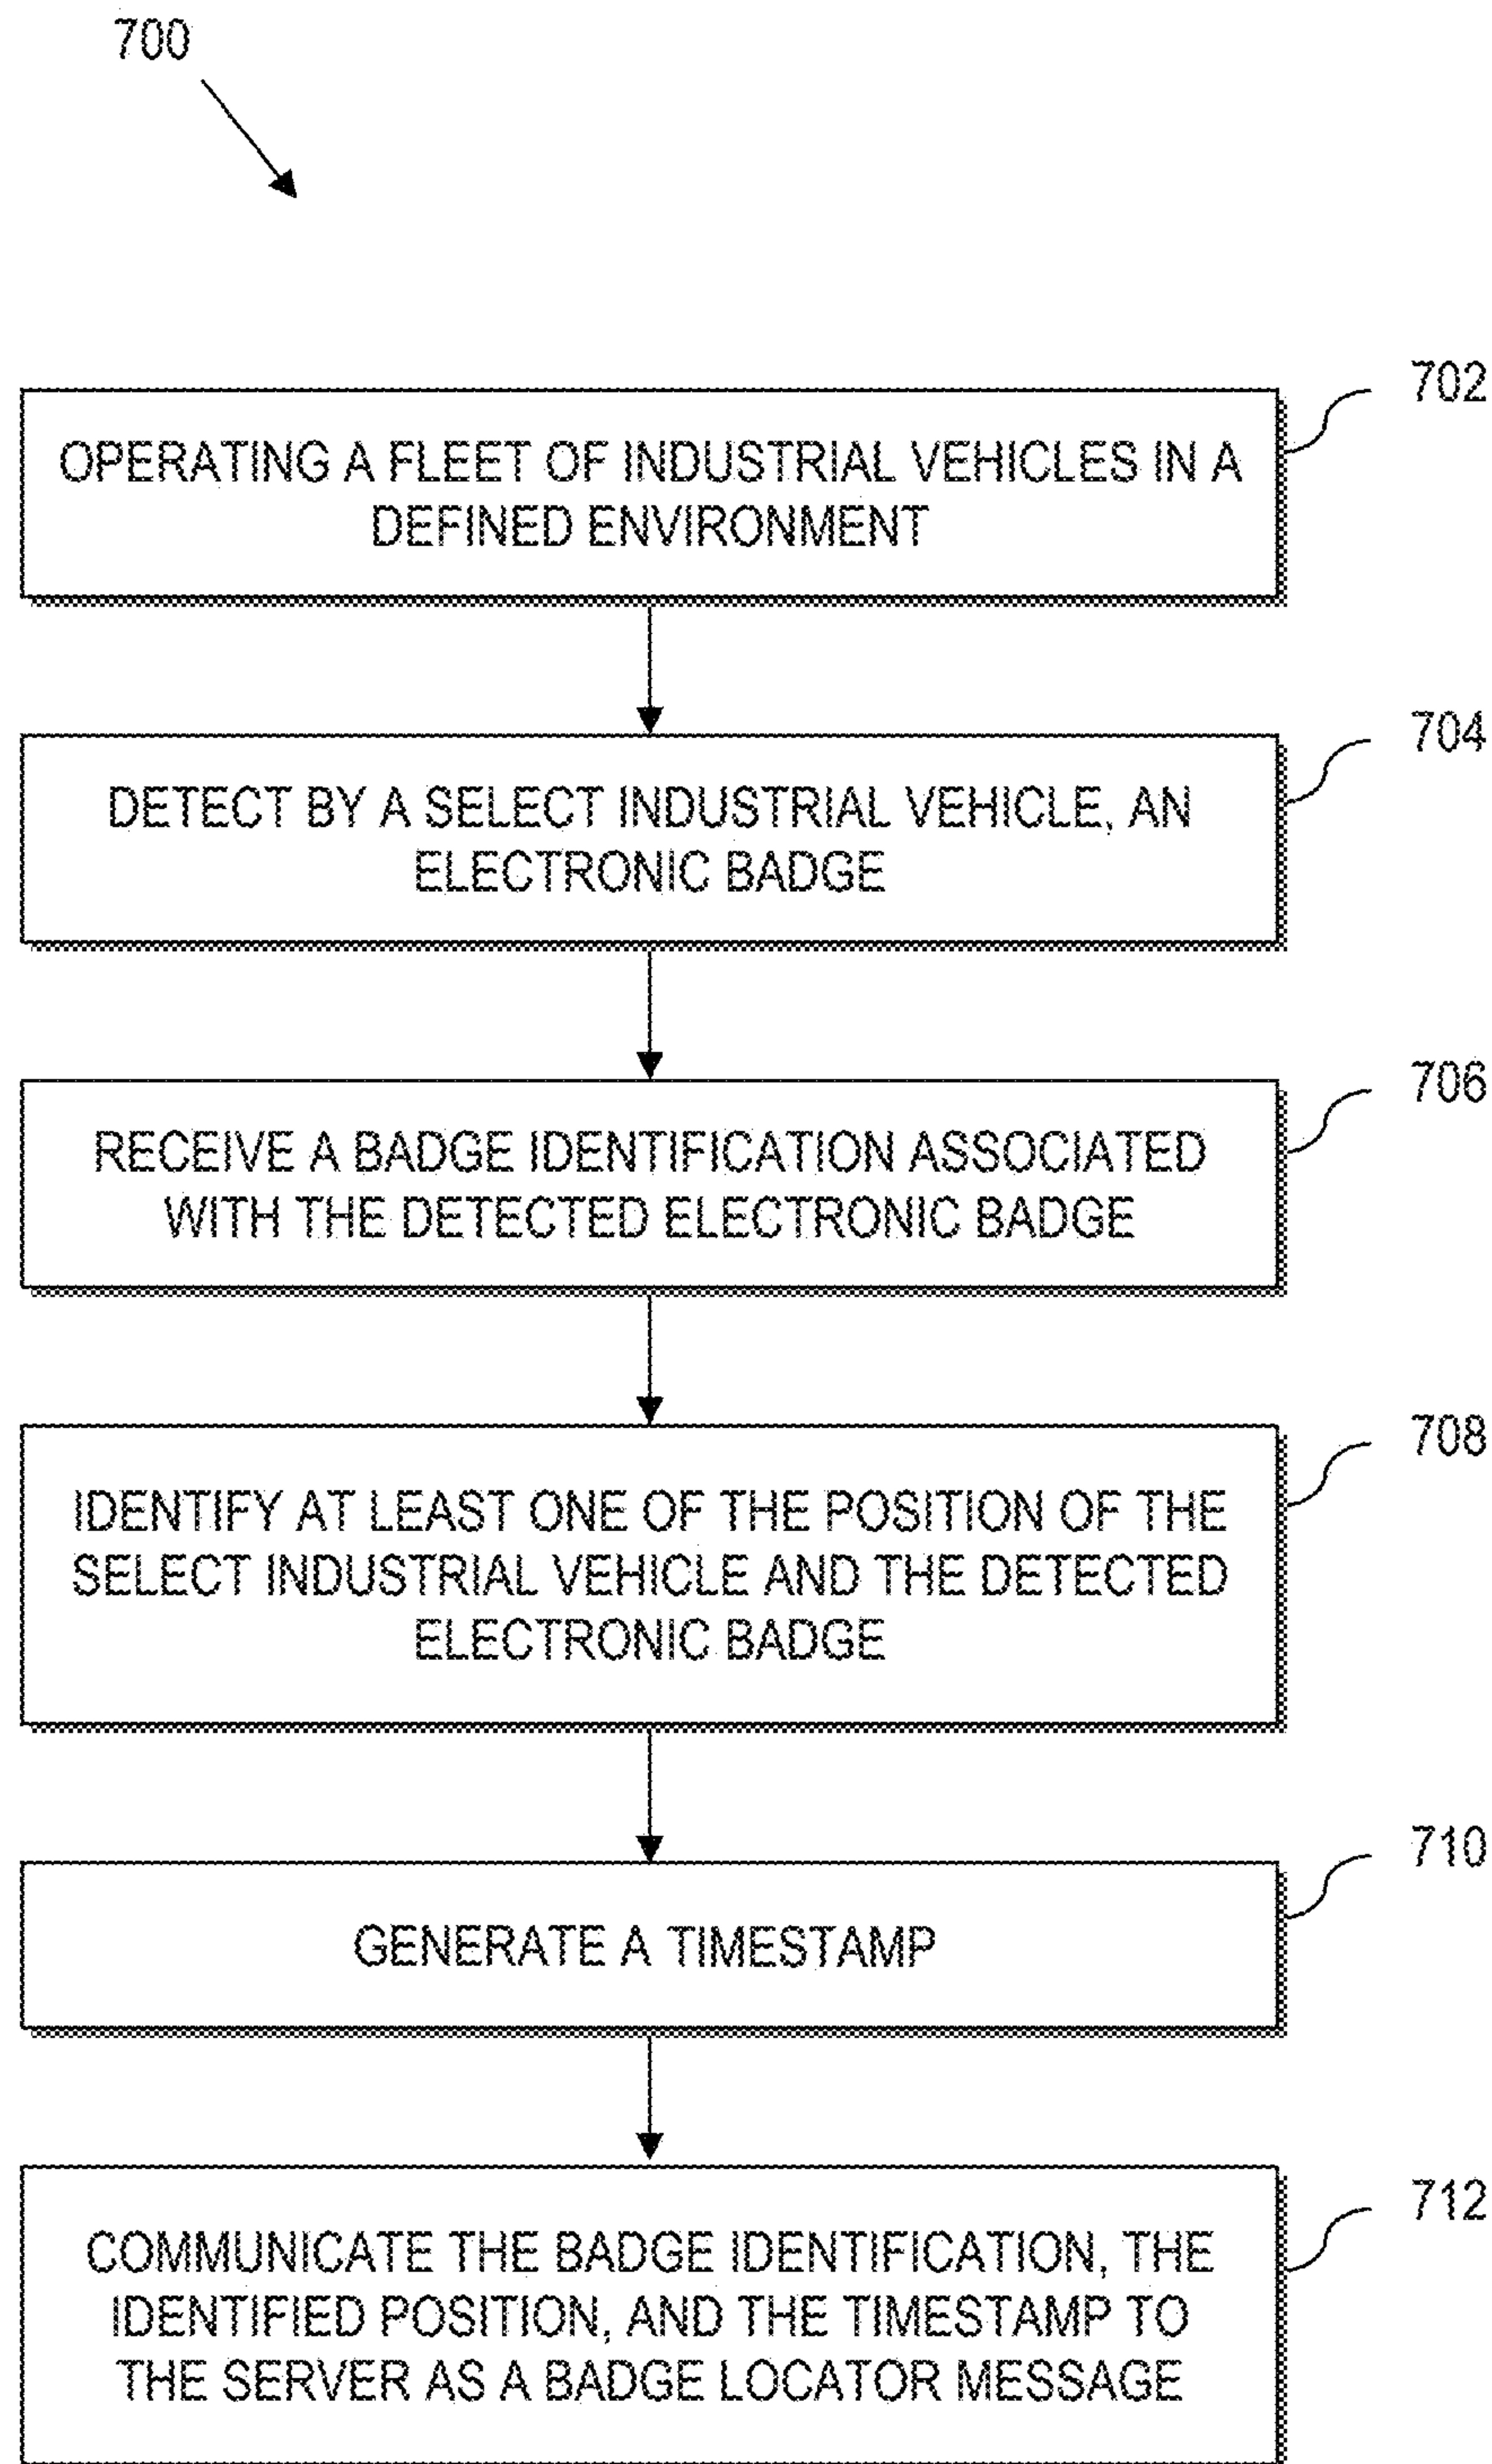 700
702
OPERATING A FLEET OF INDUSTRIAL VEHICLES IN A
DEFINED ENVIRONMENT
704
DETECT BY A SELECT INDUSTRIAL VEHICLE, AN
ELECTRONIC BADGE
706
RECEIVE A BADGE IDENTIFICATION ASSOCIATED
WITH THE DETECTED ELECTRONIC BADGE
708
IDENTIFY AT LEAST ONE OF THE POSITION OF THE
SELECT INDUSTRIAL VEHICLE AND THE DETECTED
ELECTRONIC BADGE
710
GENERATE A TIMESTAMP
712
COMMUNICATE THE BADGE IDENTIFICATION, THE
IDENTIFIED POSITION, AND THE TIMESTAMP TO
THE SERVER AS A BADGE LOCATOR MESSAGE